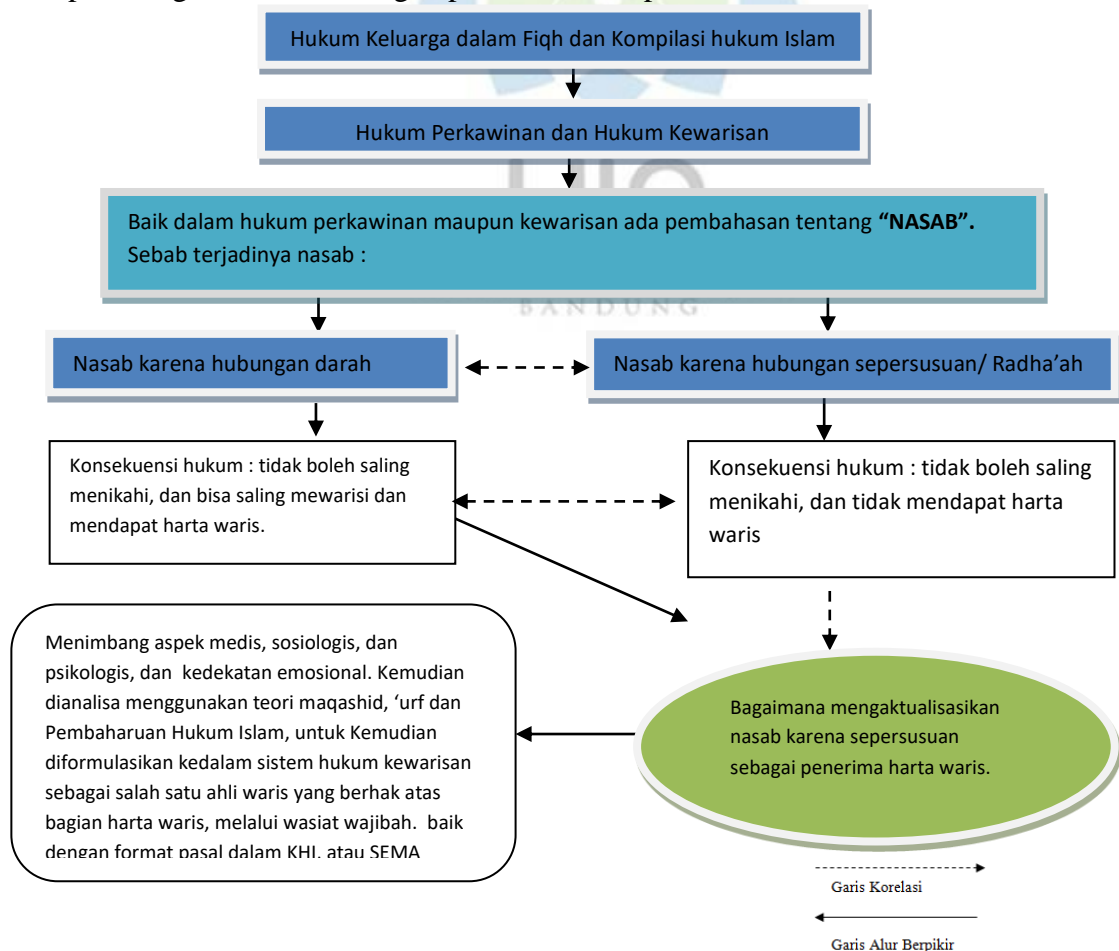 Hukum Keluarga dalam Fiqh dan Kompilasi hukum Islam
Hukum Perkawinan dan Hukum Kewarisan
Baik dalam hukum perkawinan maupun kewarisan ada pembahasan tentang “NASAB”.
Sebab terjadinya nasab :
BANDUNG
Nasab karena hubungan darah
Nasab karena hubungan sepersusuan/ Radha’ah
Konsekuensi hukum : tidak boleh saling
menikahi, dan bisa saling mewarisi dan
mendapat harta waris.
Konsekuensi hukum : tidak boleh saling
menikahi, dan tidak mendapat harta
waris
Menimbang aspek medis, sosiologis, dan
psikologis, dan kedekatan emosional. Kemudian
dianalisa menggunakan teori maqashid, ‘urf dan
Pembaharuan Hukum Islam, untuk Kemudian
diformulasikan kedalam sistem hukum kewarisan
sebagai salah satu ahli waris yang berhak atas
bagian harta waris, melalui wasiat wajibah. baik
dengan format pasal dalam KHI, atau SEMA
Bagaimana mengaktualisasikan
nasab karena sepersusuan
sebagai penerima harta waris.
Garis Korelasi
Garis Alur Berpikir